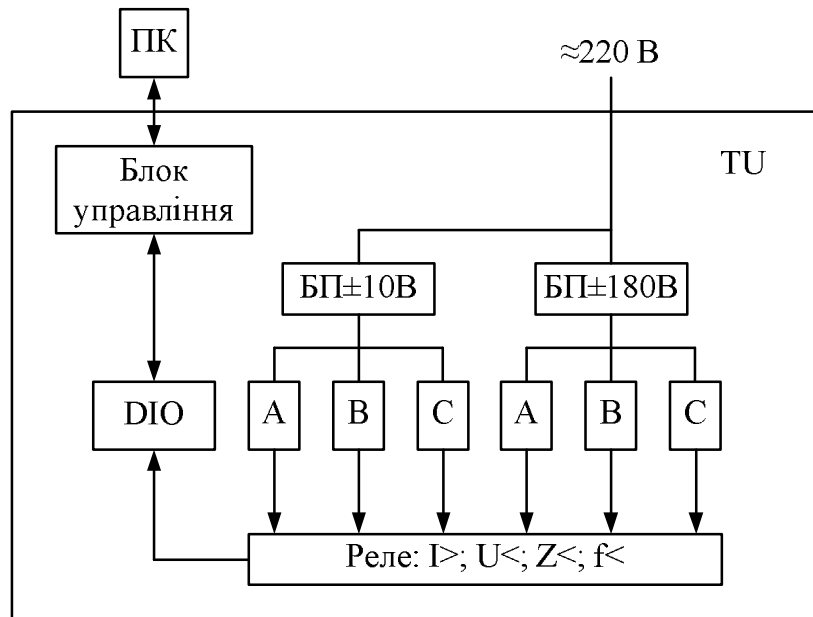 ПК
≈220 В
TU
Блок
управління
БП±10В
БП±180В
DIO
A
B
C
A
B
C
Реле: I>; U<; Z<; f<